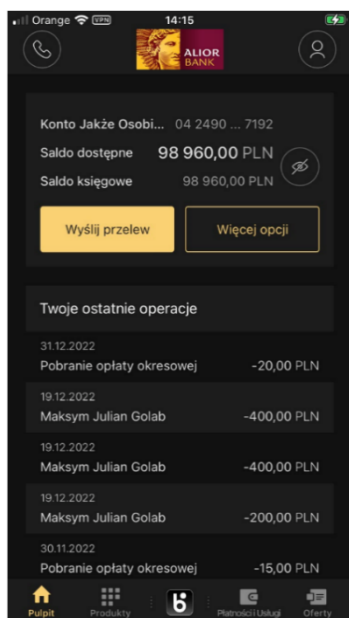 Orange VPN 14:15
ALIOR
BANK
Konto Jakże Osobi... 04 2490 ... 7192
Saldo dostępne 98 960,00 PLN
Saldo księgowe 98 960,00 PLN
Wyślij przelew Więcej opcji
Twoje ostatnie operacje
31.12.2022
Pobranie opłaty okresowej -20,00 PLN
19.12.2022
Maksym Julian Golab -400,00 PLN
19.12.2022
Maksym Julian Golab -400,00 PLN
19.12.2022
Maksym Julian Golab -200,00 PLN
30.11.2022
Pobranie opłaty okresowej -15,00 PLN
Pulpit Produkty Płatności i Usługi Oferty